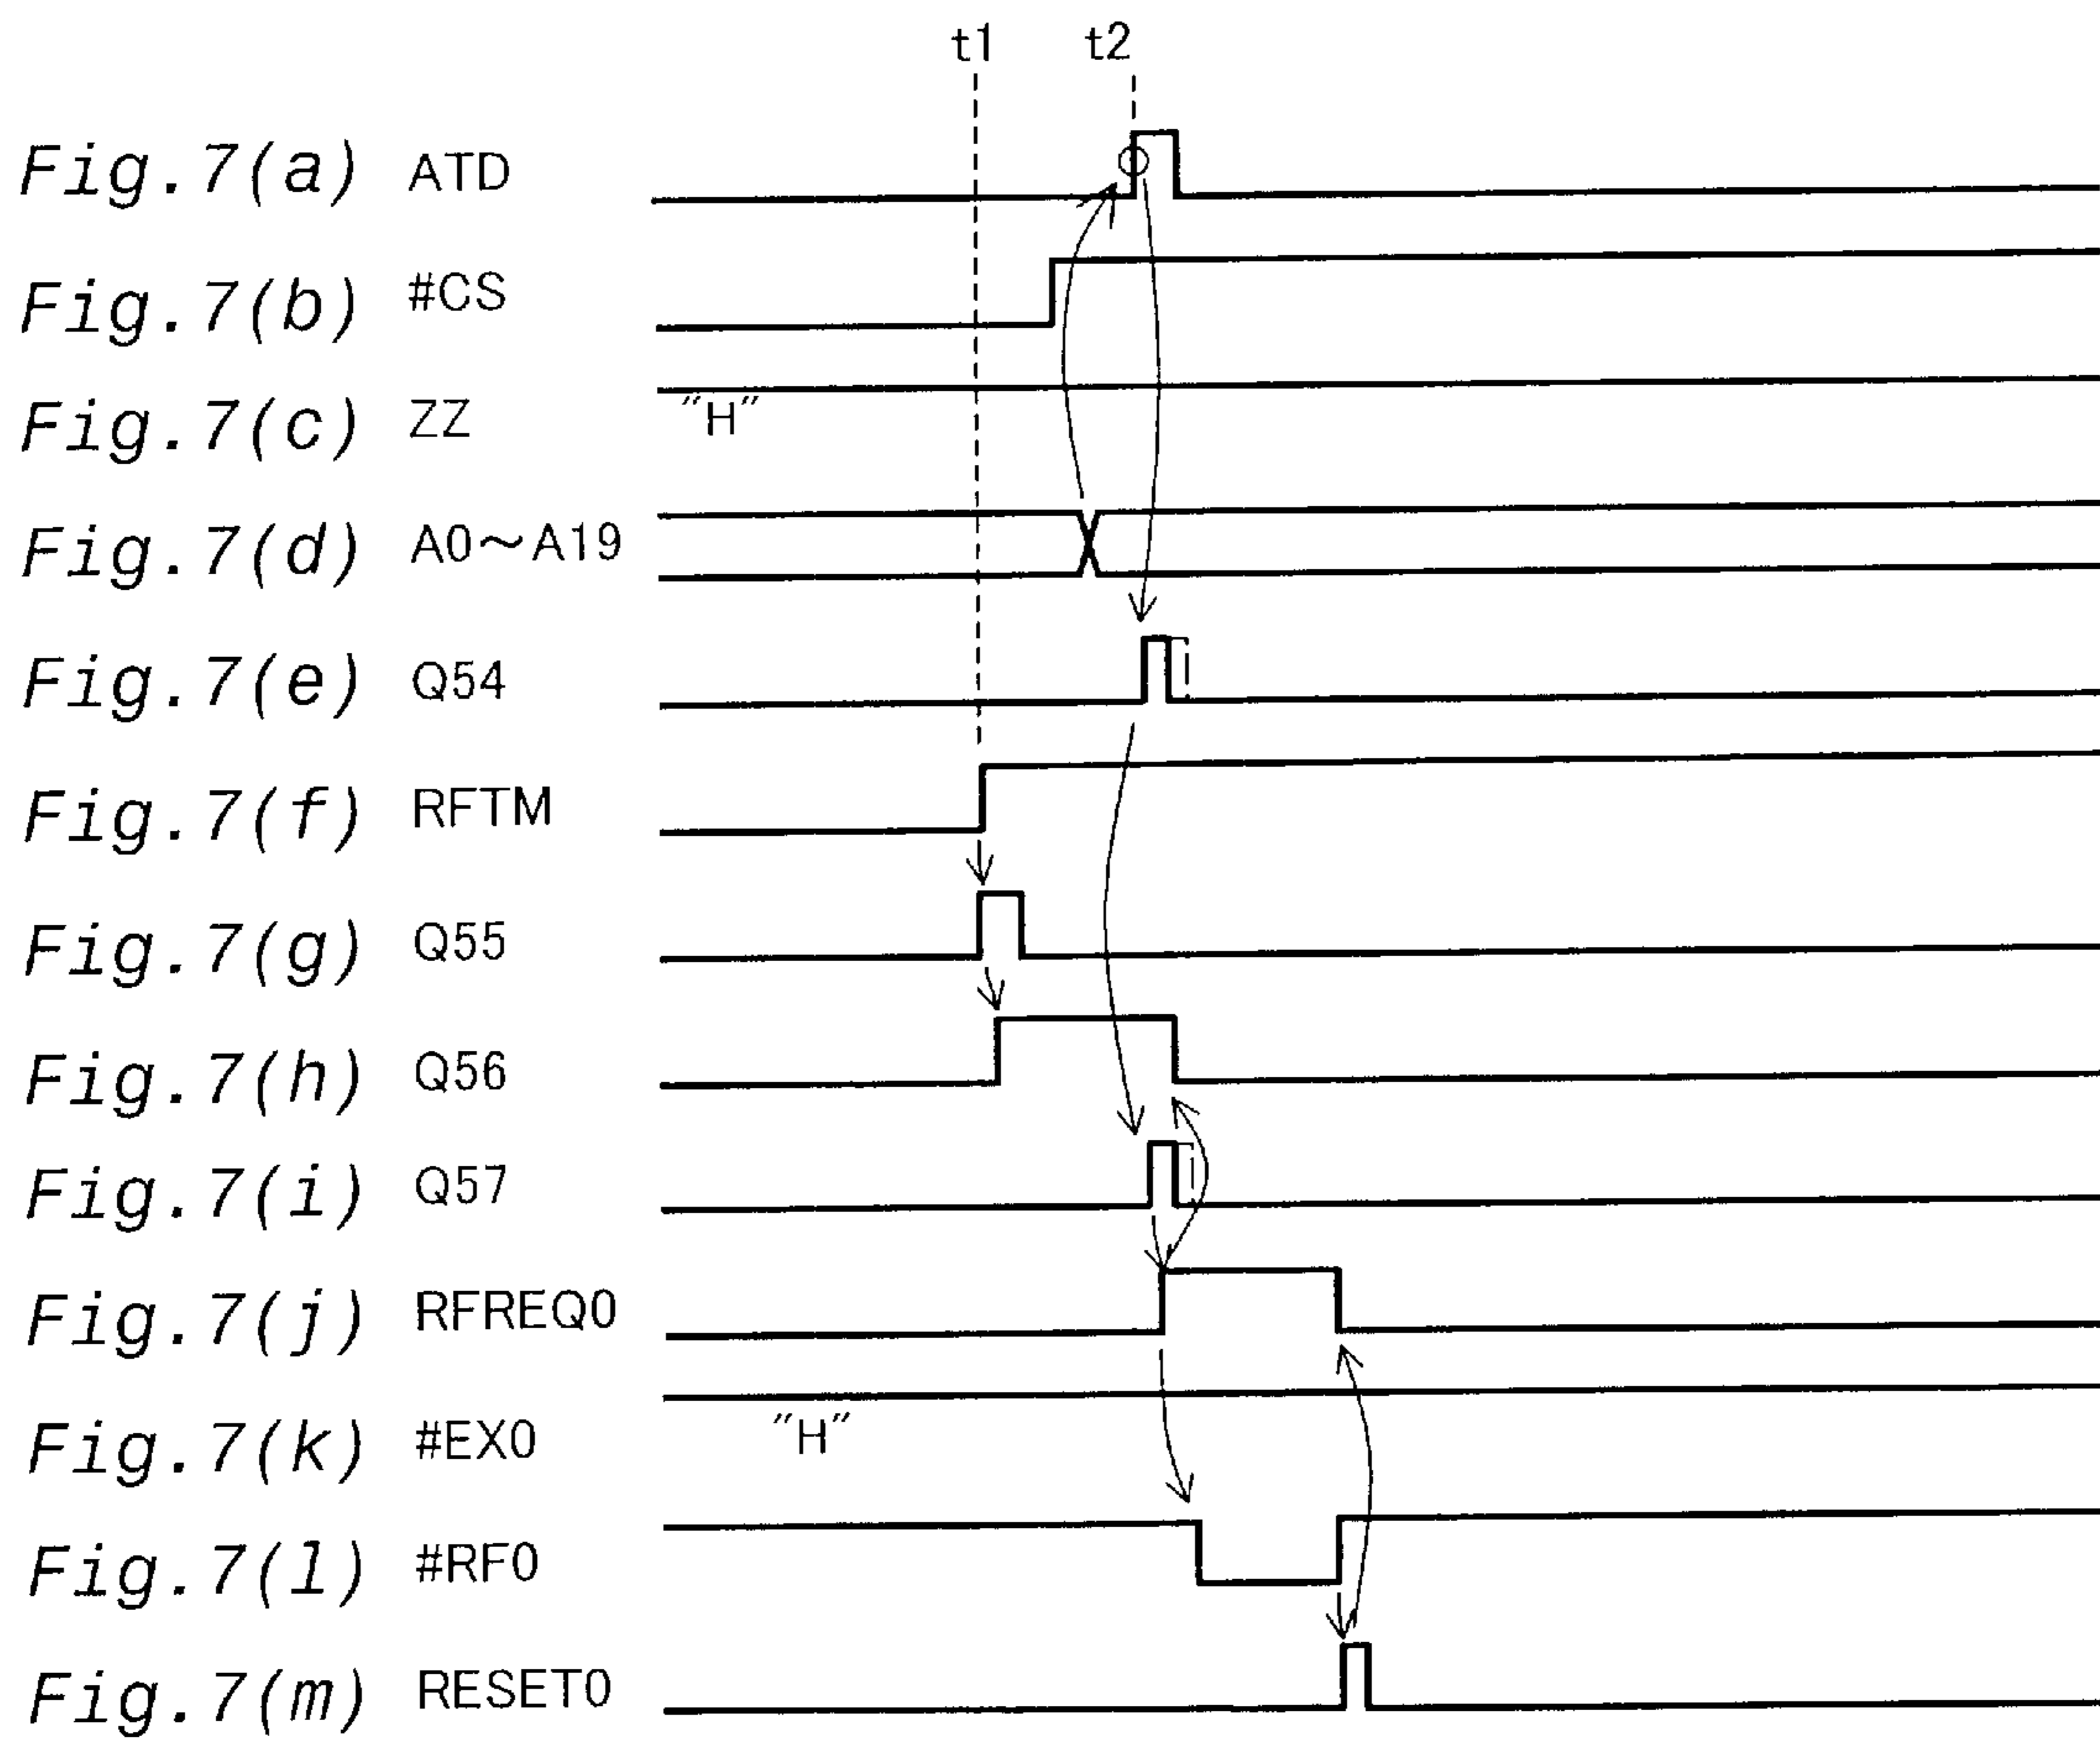 t1 t2
Fig.7(a) ATD
Fig.7(b) #CS
Fig.7(c) ZZ "H"
Fig.7(d) A0～A19
Fig.7(e) Q54
Fig.7(f) RFTM
Fig.7(g) Q55
Fig.7(h) Q56
Fig.7(i) Q57
Fig.7(j) RFREQ0
Fig.7(k) #EX0 "H"
Fig.7(l) #RF0
Fig.7(m) RESET0